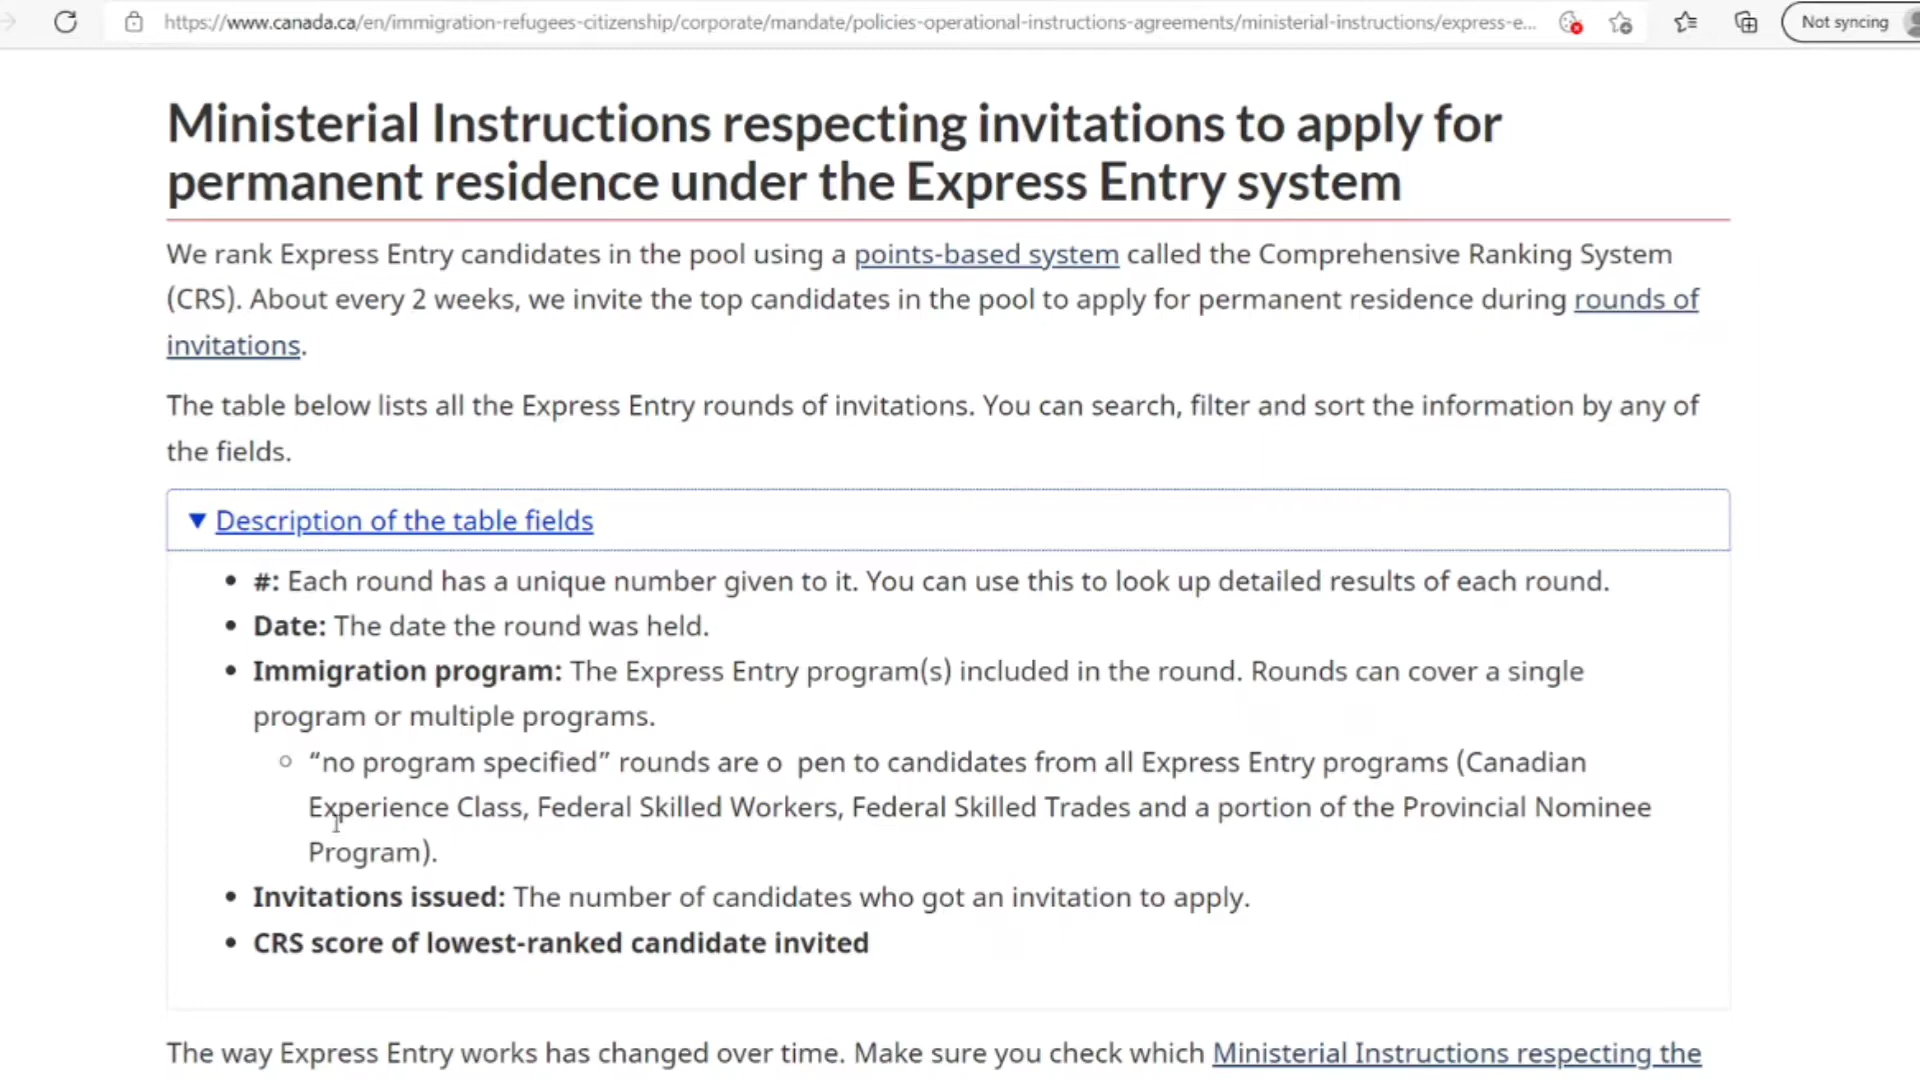 https://www.canada.ca/en/immigration-refugees-citizenship/corporate/mandate/policies-operational-instructions-agreements/ministerial-instructions/express-e...
Not syncing
Ministerial Instructions respecting invitations to apply for
permanent residence under the Express Entry system
We rank Express Entry candidates in the pool using a points-based system called the Comprehensive Ranking System
(CRS). About every 2 weeks, we invite the top candidates in the pool to apply for permanent residence during rounds of
invitations.
The table below lists all the Express Entry rounds of invitations. You can search, filter and sort the information by any of
the fields.
▼ Description of the table fields
• #: Each round has a unique number given to it. You can use this to look up detailed results of each round.
• Date: The date the round was held.
• Immigration program: The Express Entry program(s) included in the round. Rounds can cover a single
program or multiple programs.
○ “no program specified” rounds are o pen to candidates from all Express Entry programs (Canadian
Experience Class, Federal Skilled Workers, Federal Skilled Trades and a portion of the Provincial Nominee
Program).
• Invitations issued: The number of candidates who got an invitation to apply.
• CRS score of lowest-ranked candidate invited
The way Express Entry works has changed over time. Make sure you check which Ministerial Instructions respecting the